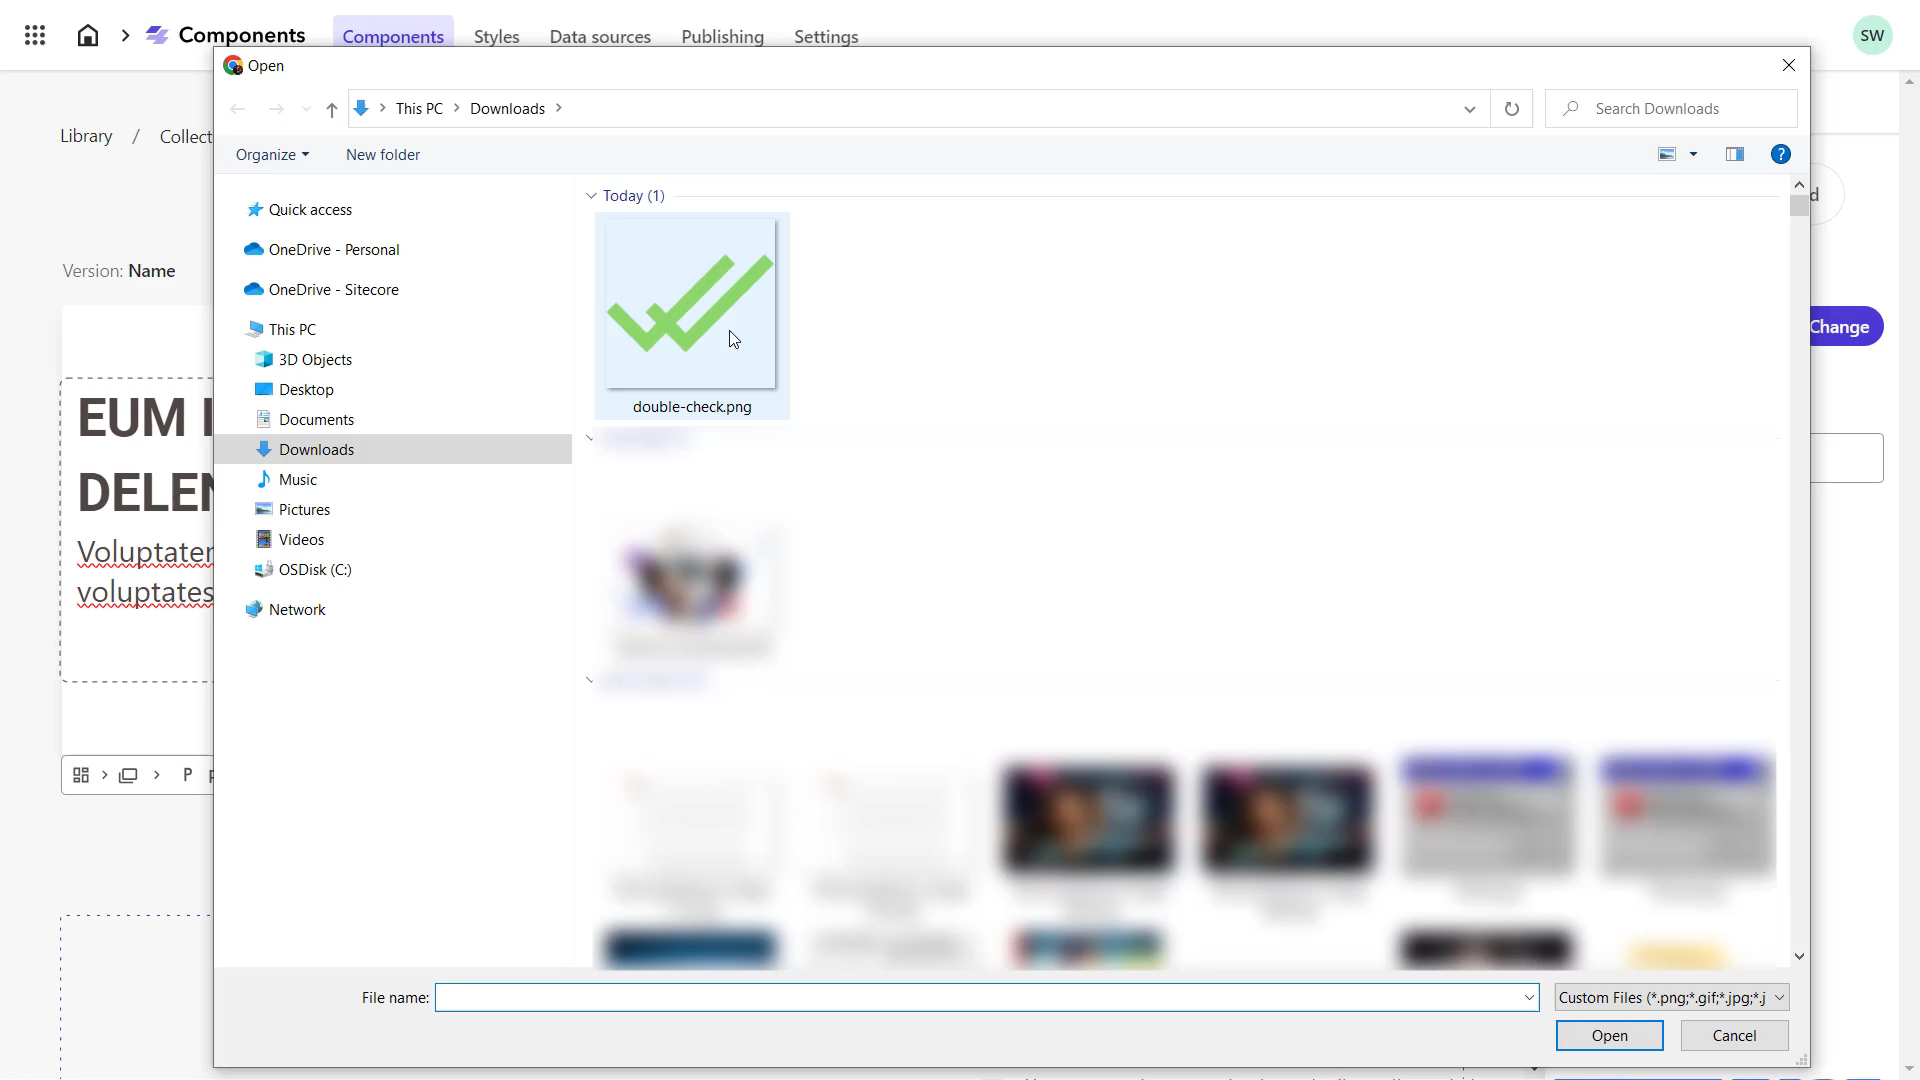 Components
Components
Styles
Data sources
Publishing
Settings
SW
Open
This PC
Downloads
Search Downloads
Library / Collect
Organize
New folder
Today (1)
Quick access
OneDrive - Personal
OneDrive - Sitecore
This PC
3D Objects
Desktop
Documents
Downloads
Music
Pictures
Videos
OSDisk (C:)
Network
double-check.png
Version: Name
Change
EUM
DELEN
Voluptater
voluptates
P
File name:
Custom Files (*.png;*.gif;*.jpg;*.j
Open
Cancel